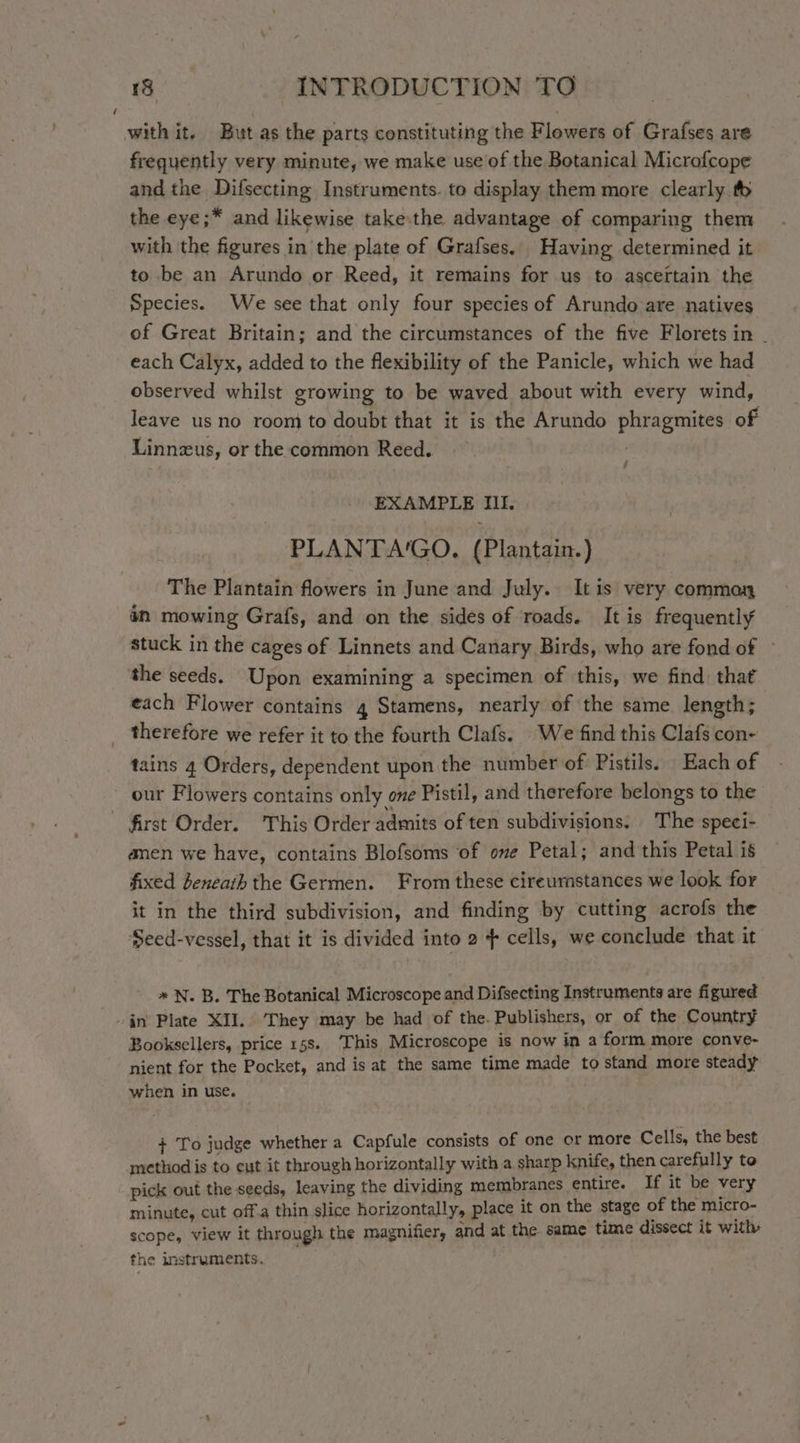 18 INTRODUCTION TO
with it. But as the parts constituting the Flowers of Graſses are
frequently very minute, we make use of the Botanical Microſcope
and the Diſsecting Instruments to display them more clearly to
the eye;* and likewise take the advantage of comparing them
with the figures in the plate of Graſses. Having determined it
to be an Arundo or Reed, it remains for us to ascertain the
Species. We see that only four species of Arundo are natives
of Great Britain; and the circumstances of the five Florets in
each Calyx, added to the flexibility of the Panicle, which we had
observed whilst growing to be waved about with every wind,
leave us no room to doubt that it is the Arundo phragmites of
Linnæus, or the common Reed.
EXAMPLE III.
PLANTA'GO. (Plantain.)
The Plantain flowers in June and July. It is very common
in mowing Graſs, and on the sides of roads. It is frequently
stuck in the cages of Linnets and Canary Birds, who are fond of
the seeds. Upon examining a specimen of this, we find that
each Flower contains 4 Stamens, nearly of the same length;
therefore we refer it to the fourth Claſs. We find this Claſs con-
tains 4 Orders, dependent upon the number of Pistils. Each of
our Flowers contains only one Pistil, and therefore belongs to the
first Order. This Order admits of ten subdivisions. The speci-
men we have, contains Bloſsoms of one Petal; and this Petal is
fixed beneath the Germen. From these circumstances we look for
it in the third subdivision, and finding by cutting acroſs the
Seed-vessel, that it is divided into 2 † cells, we conclude that it
* N. B. The Botanical Microscope and Diſsecting Instruments are figured
in Plate XII. They may be had of the Publishers, or of the Country
Booksellers, price 15s. This Microscope is now in a form more conve-
nient for the Pocket, and is at the same time made to stand more steady
when in use.
† To judge whether a Capſule consists of one or more Cells, the best
method is to cut it through horizontally with a sharp knife, then carefully to
pick out the seeds, leaving the dividing membranes entire. If it be very
minute, cut off a thin slice horizontally, place it on the stage of the micro-
scope, view it through the magnifier, and at the same time dissect it with
the instruments.